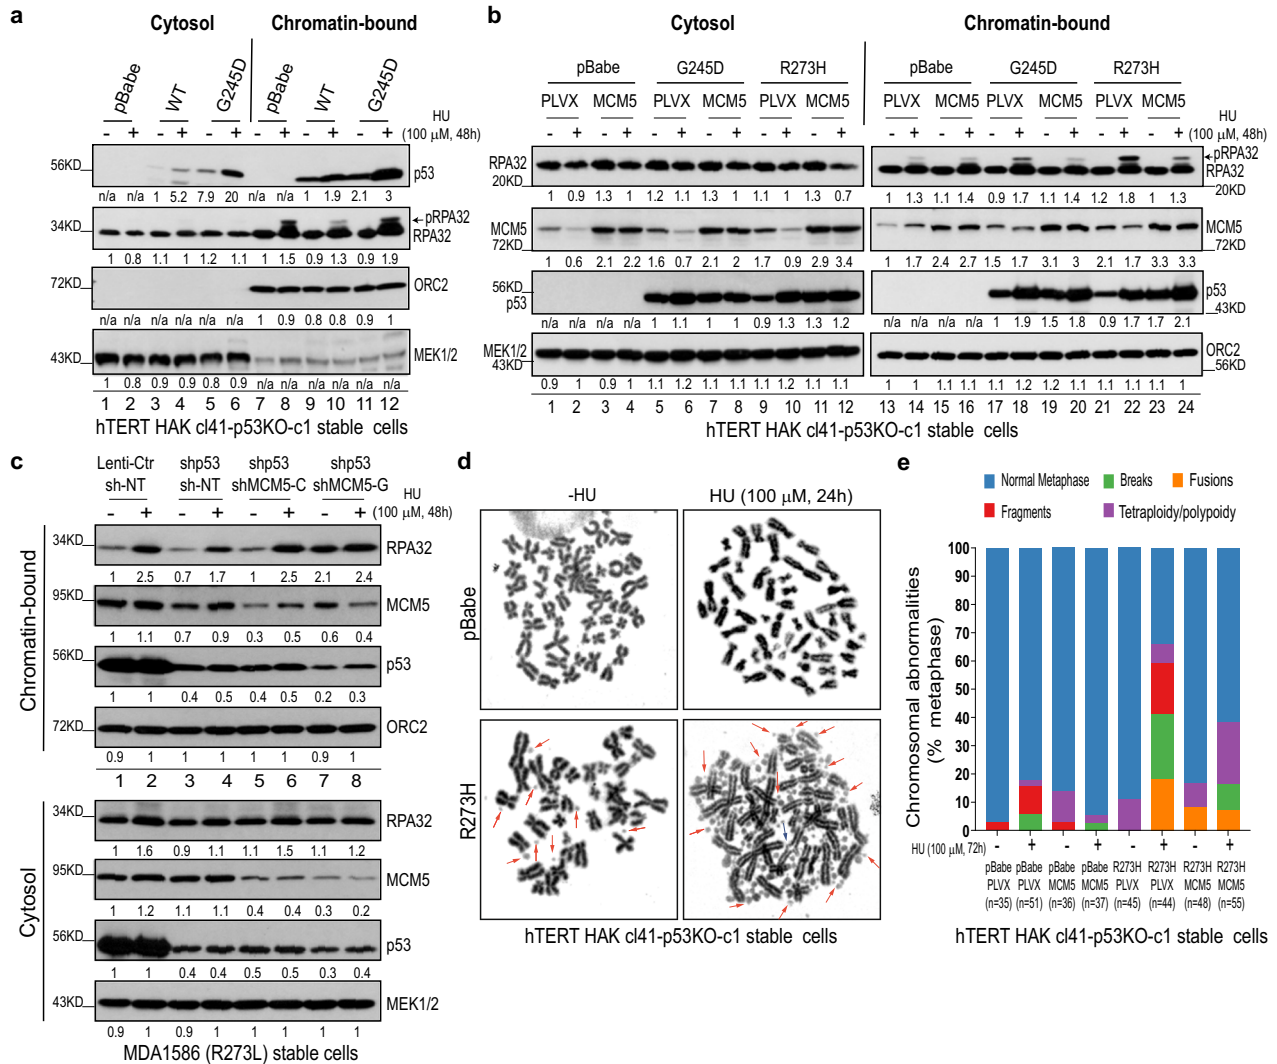 a
Cytosol Chromatin-bound
pBabe WT G245D pBabe WT G245D
HU
- + - + - + - + - + - + (100 µM, 48h)
56KD p53
n/a n/a 1 5.2 7.9 20 n/a n/a 1 1.9 2.1 3
pRPA32
34KD RPA32
1 0.8 1.1 1 1.2 1.1 1 1.5 0.9 1.3 0.9 1.9
72KD ORC2
n/a n/a n/a n/a n/a n/a 1 0.9 0.8 0.8 0.9 1
43KD MEK1/2
1 0.8 0.9 0.9 0.8 0.9 n/a n/a n/a n/a n/a n/a
1 2 3 4 5 6 7 8 9 10 11 12
hTERT HAK cl41-p53KO-c1 stable cells
b
Cytosol Chromatin-bound
pBabe G245D R273H pBabe G245D R273H
PLVX MCM5 PLVX MCM5 PLVX MCM5 PLVX MCM5 PLVX MCM5 PLVX MCM5
HU
- + - + - + - + - + - + - + - + - + - + - + - + (100 µM, 48h)
RPA32 pRPA32
20KD RPA32
20KD
1 0.9 1.3 1 1.2 1.1 1.3 1.3 1.1 1 1.3 0.7 1 1.3 1.1 1.4 0.9 1.7 1.1 1.4 1.2 1.8 1 1.3
MCM5 MCM5
72KD 72KD
1 0.6 2.1 2.2 1.6 0.7 2.1 2 1.7 0.9 2.9 3.4 1 1.7 2.4 2.7 1.5 1.7 3.1 3 2.1 1.7 3.3 3.3
56KD p53
p53 43KD
n/a n/a n/a n/a 1 1.1 1 1 0.9 1.3 1.3 1.2 n/a n/a n/a n/a 1 1.9 1.5 1.8 0.9 1.7 1.7 2.1
MEK1/2 ORC2
43KD 56KD
0.9 1 0.9 1 1.1 1.2 1.1 1.1 1.1 1.2 1.1 1.1 1 1 1.1 1.1 1.1 1.2 1.2 1.1 1.1 1.1 1.1 1
1 2 3 4 5 6 7 8 9 10 11 12 13 14 15 16 17 18 19 20 21 22 23 24
hTERT HAK cl41-p53KO-c1 stable cells
c
Lenti-Ctr shp53 shp53 shp53
sh-NT sh-NT shMCM5-C shMCM5-G
HU
- + - + - + - + (100 µM, 48h)
Chromatin-bound
34KD RPA32
1 2.5 0.7 1.7 1 2.5 2.1 2.4
95KD MCM5
1 1.1 0.7 0.9 0.3 0.5 0.6 0.4
56KD p53
1 1 0.4 0.5 0.4 0.5 0.2 0.3
72KD ORC2
0.9 1 1 1 1 1 0.9 1
1 2 3 4 5 6 7 8
Cytosol
34KD RPA32
1 1.6 0.9 1.1 1.1 1.5 1.1 1.2
95KD MCM5
1 1.2 1.1 1.1 0.4 0.4 0.3 0.2
56KD p53
1 1 0.4 0.4 0.5 0.5 0.3 0.4
43KD MEK1/2
0.9 1 0.9 1 1 1 1 1
MDA1586 (R273L) stable cells
d
-HU HU (100 µM, 24h)
pBabe
R273H
hTERT HAK cl41-p53KO-c1 stable cells
e
Normal Metaphase Breaks Fusions
Fragments Tetraploidy/polypoidy
Chromosomal abnormalities
(% metaphase)
100
90
80
70
60
50
40
30
20
10
0
HU (100 µM, 72h) - + - + - + - +
pBabe pBabe pBabe pBabe R273H R273H R273H R273H
PLVX PLVX MCM5 MCM5 PLVX PLVX MCM5 MCM5
(n=35) (n=51) (n=36) (n=37) (n=45) (n=44) (n=48) (n=55)
hTERT HAK cl41-p53KO-c1 stable cells